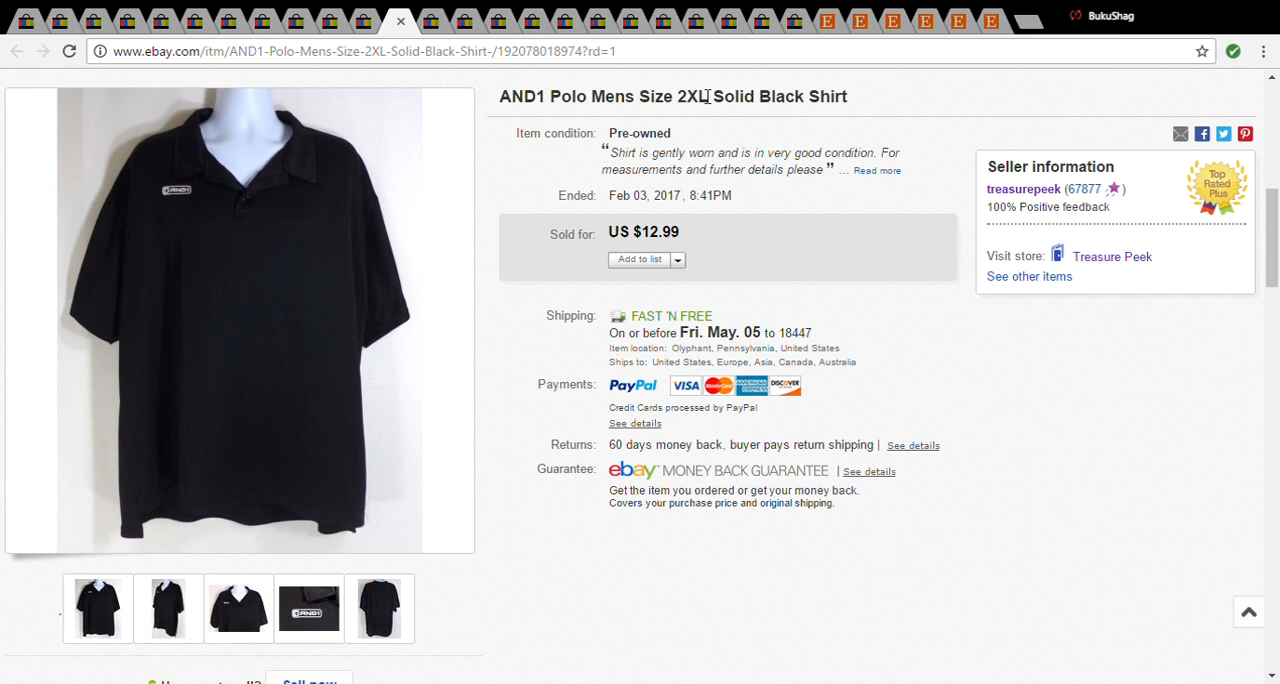 BukuShag
www.ebay.com/itm/AND1-Polo-Mens-Size-2XL-Solid-Black-Shirt-/192078018974?rd=1
AND1 Polo Mens Size 2XL Solid Black Shirt
Item condition: Pre-owned
“Shirt is gently worn and is in very good condition. For
measurements and further details please ” ... Read more
Ended: Feb 03, 2017 , 8:41PM
Sold for: US $12.99
Add to list
Shipping: FAST 'N FREE
On or before Fri. May. 05 to 18447
Item location: Olyphant, Pennsylvania, United States
Ships to: United States, Europe, Asia, Canada, Australia
Payments: PayPal VISA MasterCard AMERICAN EXPRESS DISCOVER
Credit Cards processed by PayPal
See details
Returns: 60 days money back, buyer pays return shipping | See details
Guarantee: ebay MONEY BACK GUARANTEE | See details
Get the item you ordered or get your money back.
Covers your purchase price and original shipping.
Seller information
treasurepeek (67877 )
100% Positive feedback
Top
Rated
Plus
Visit store: Treasure Peek
See other items
AND1
AND1